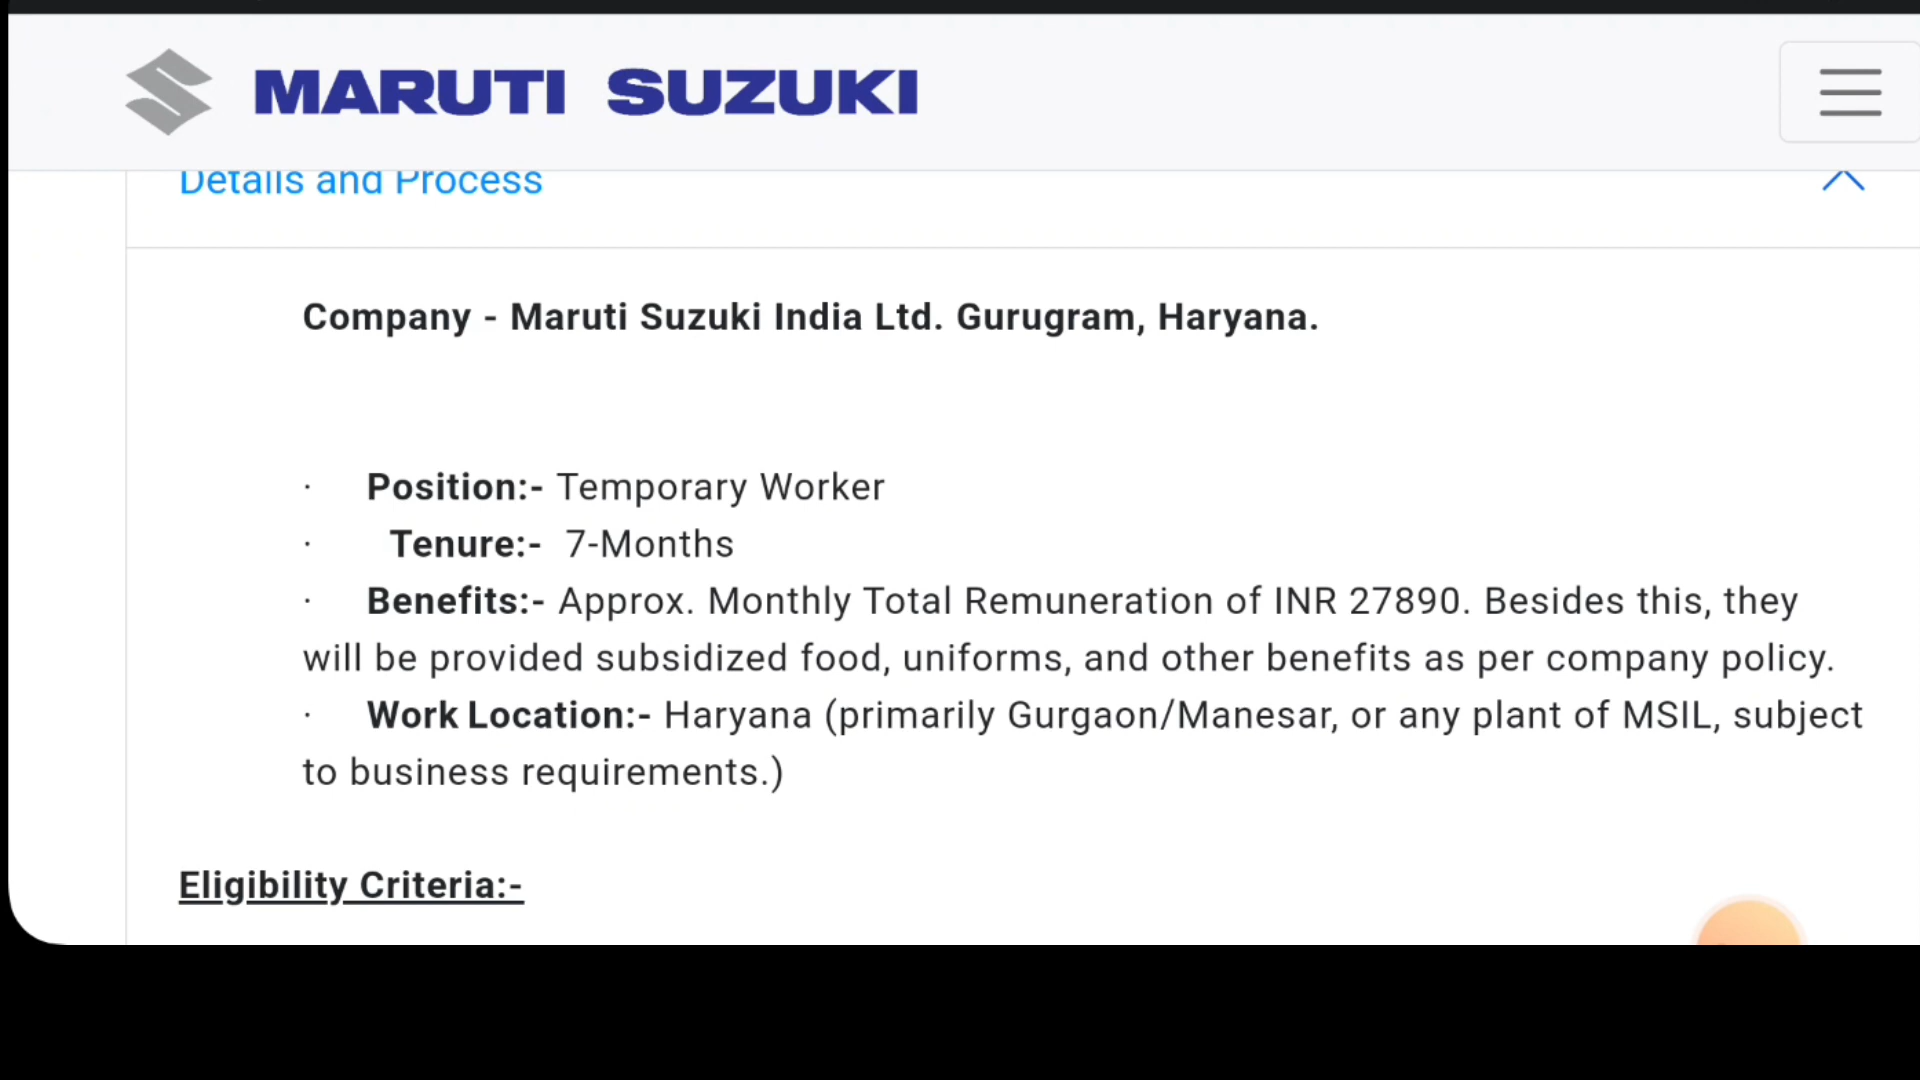 MARUTI SUZUKI
Details and Process
Company - Maruti Suzuki India Ltd. Gurugram, Haryana.
· Position:- Temporary Worker
· Tenure:- 7-Months
· Benefits:- Approx. Monthly Total Remuneration of INR 27890. Besides this, they
will be provided subsidized food, uniforms, and other benefits as per company policy.
· Work Location:- Haryana (primarily Gurgaon/Manesar, or any plant of MSIL, subject
to business requirements.)
Eligibility Criteria:-